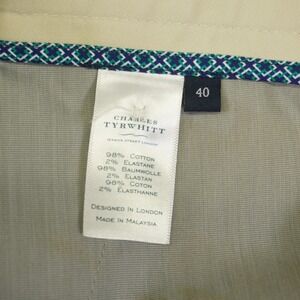 CHARLES
TYRWHITT
JERMYN STREET LONDON
40
98% COTTON
2% ELASTANE
98% BAUMWOLLE
2% ELASTAN
98% COTON
2% ELASTHANNE
DESIGNED IN LONDON
MADE IN MALAYSIA